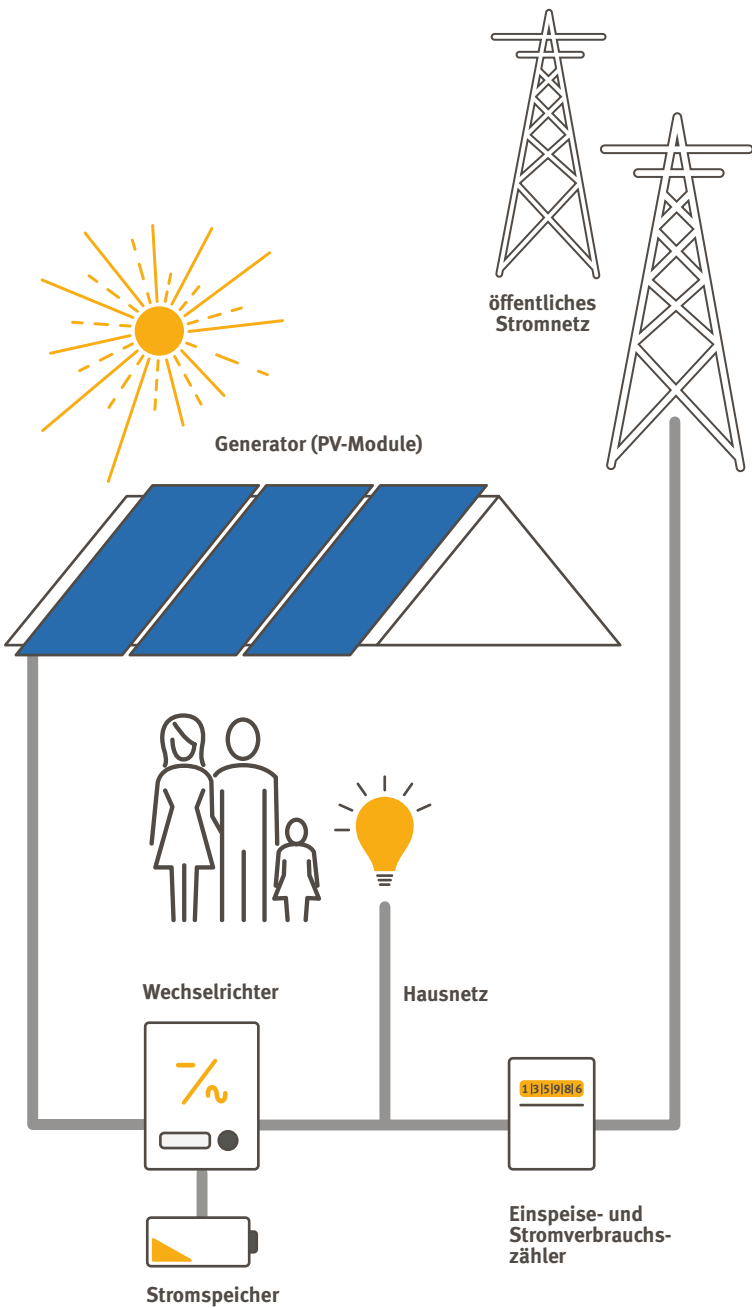 öffentliches
Stromnetz
Generator (PV-Module)
Wechselrichter
Hausnetz
1|3|5|9|8|6
Einspeise- und
Stromverbrauchs-
zähler
Stromspeicher